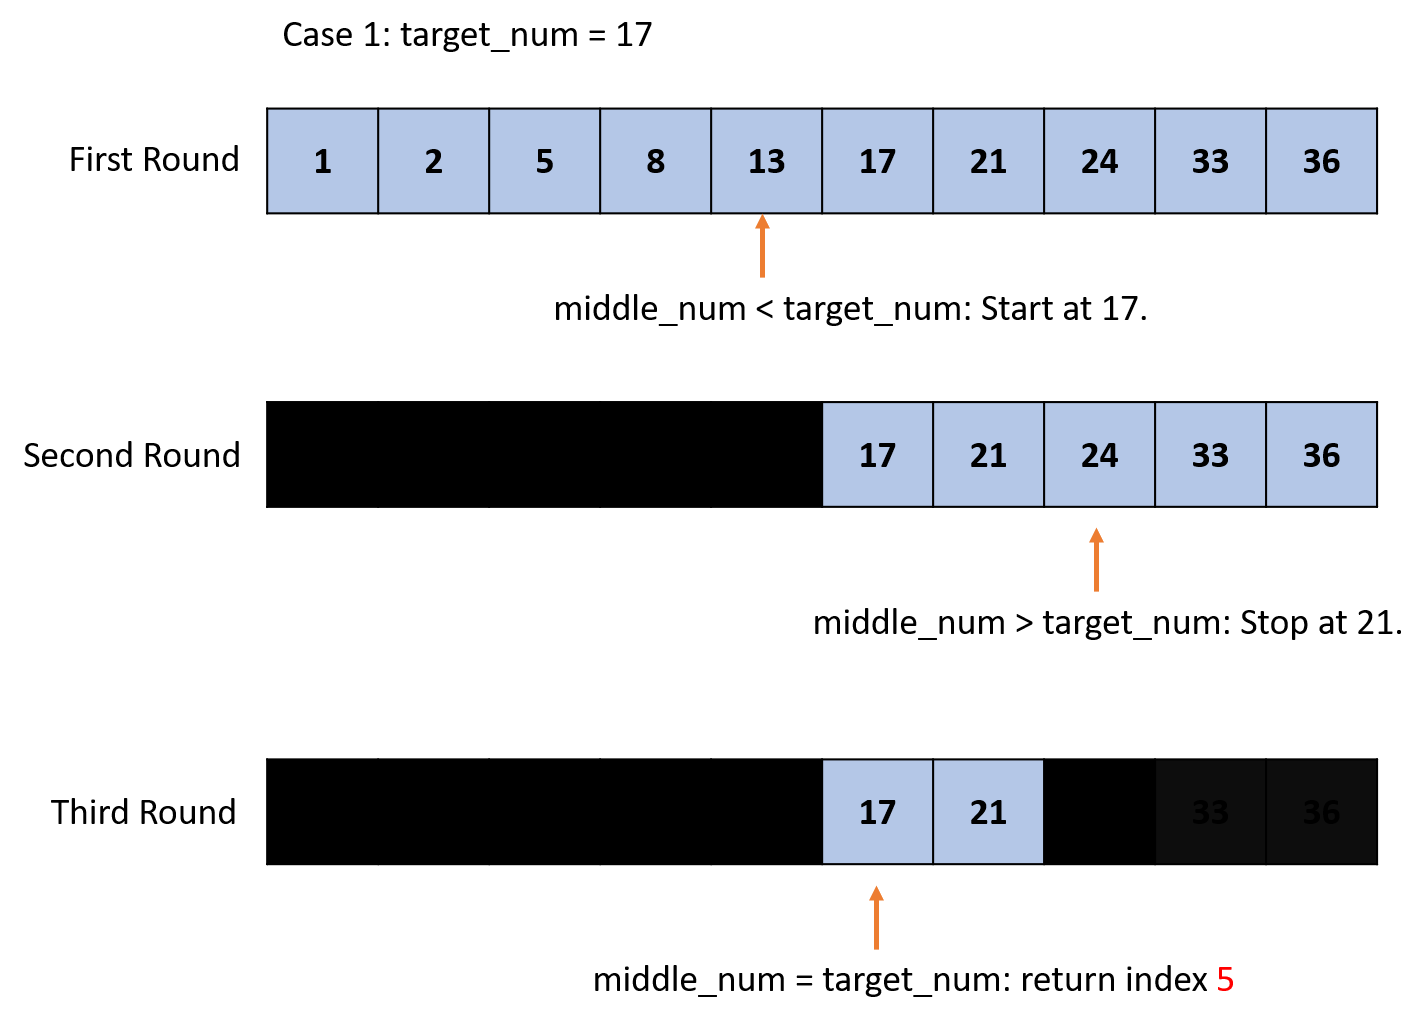 Case 1: target_num = 17
First Round 1 2 5 8 13 17 21 24 33 36
middle_num < target_num: Start at 17.
Second Round 17 21 24 33 36
middle_num > target_num: Stop at 21.
Third Round 17 21 33 36
middle_num = target_num: return index 5